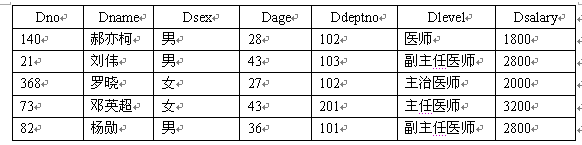 Dno Dname Dsex Dage Ddeptno Dlevel Dsalary
140 郝亦柯 男 28 102 医师 1800
21 刘伟 男 43 103 副主任医师 2800
368 罗晓 女 27 102 主治医师 2000
73 邓英超 女 43 201 主任医师 3200
82 杨勋 男 36 101 副主任医师 2800